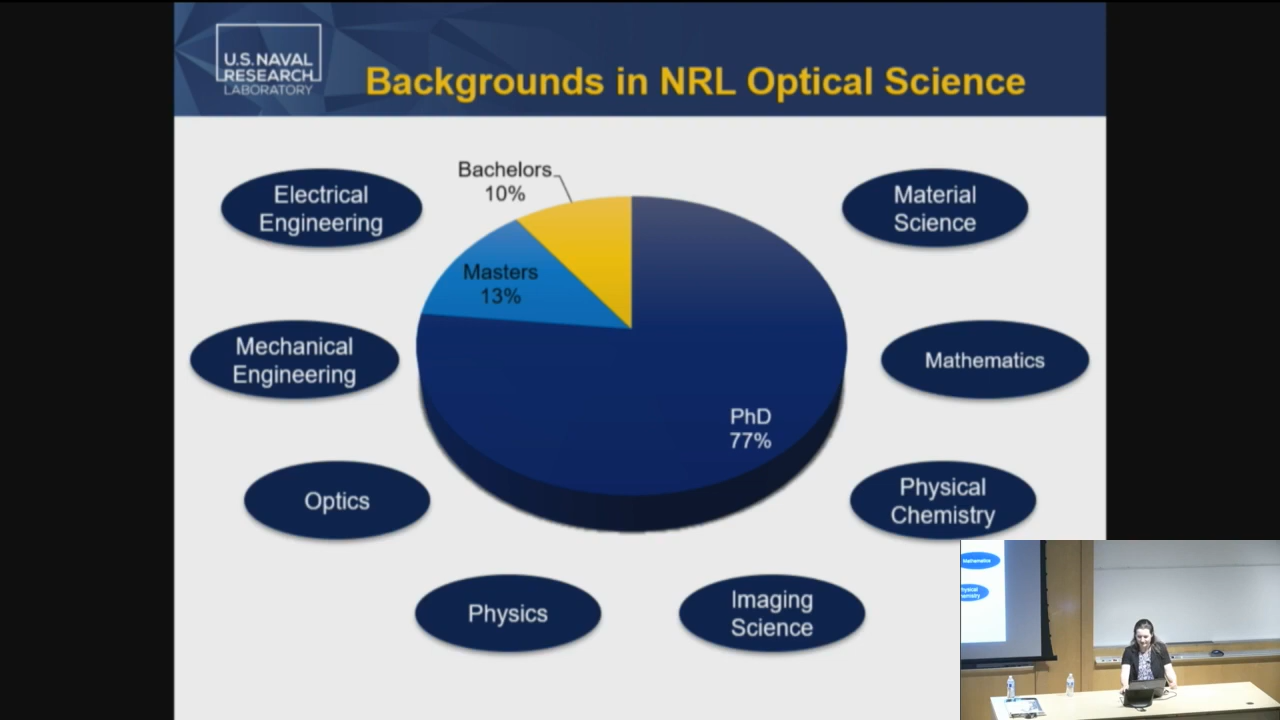 U.S. NAVAL
RESEARCH
LABORATORY
Backgrounds in NRL Optical Science
Bachelors
10%
Electrical
Engineering
Material
Science
Masters
13%
Mechanical
Engineering
Mathematics
PhD
77%
Optics
Physical
Chemistry
Physics
Imaging
Science
Mathematics